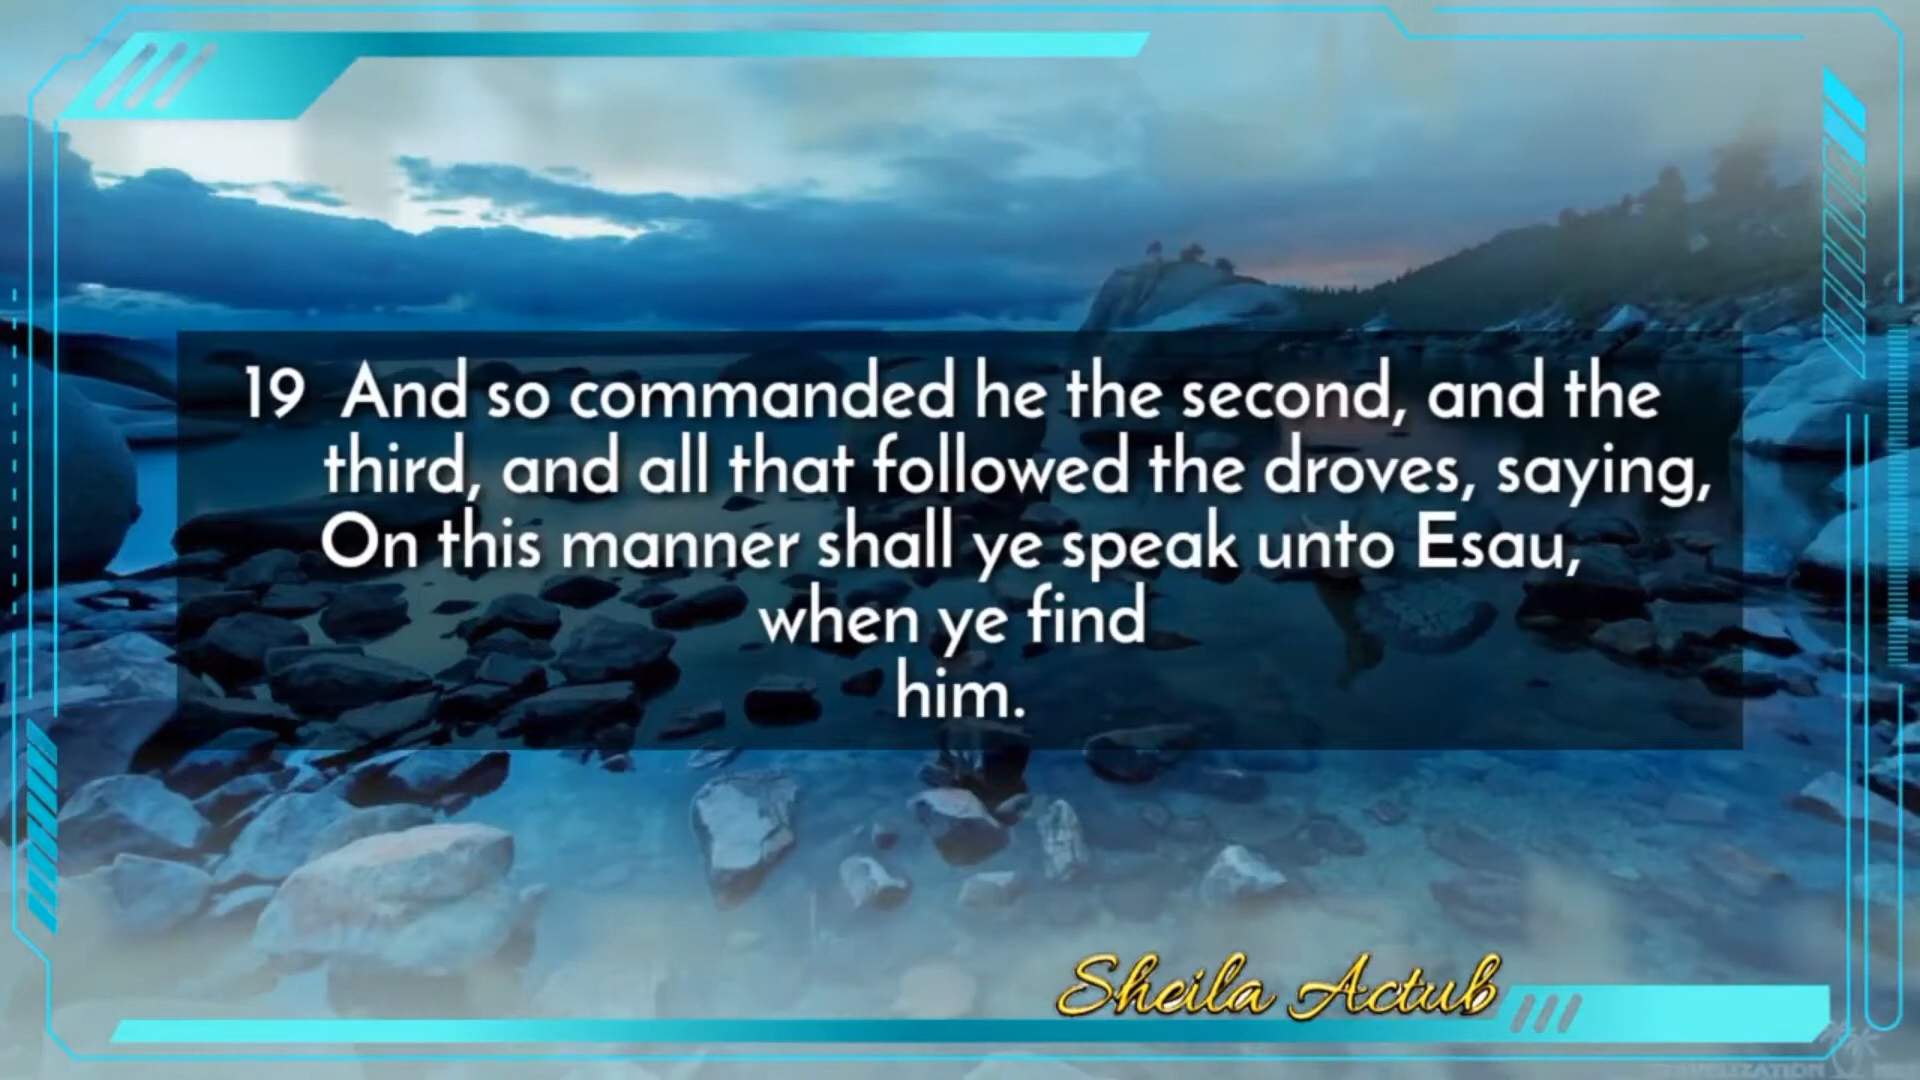 19 And so commanded he the second, and the
third, and all that followed the droves, saying,
On this manner shall ye speak unto Esau,
when ye find
him.
Sheila Actub